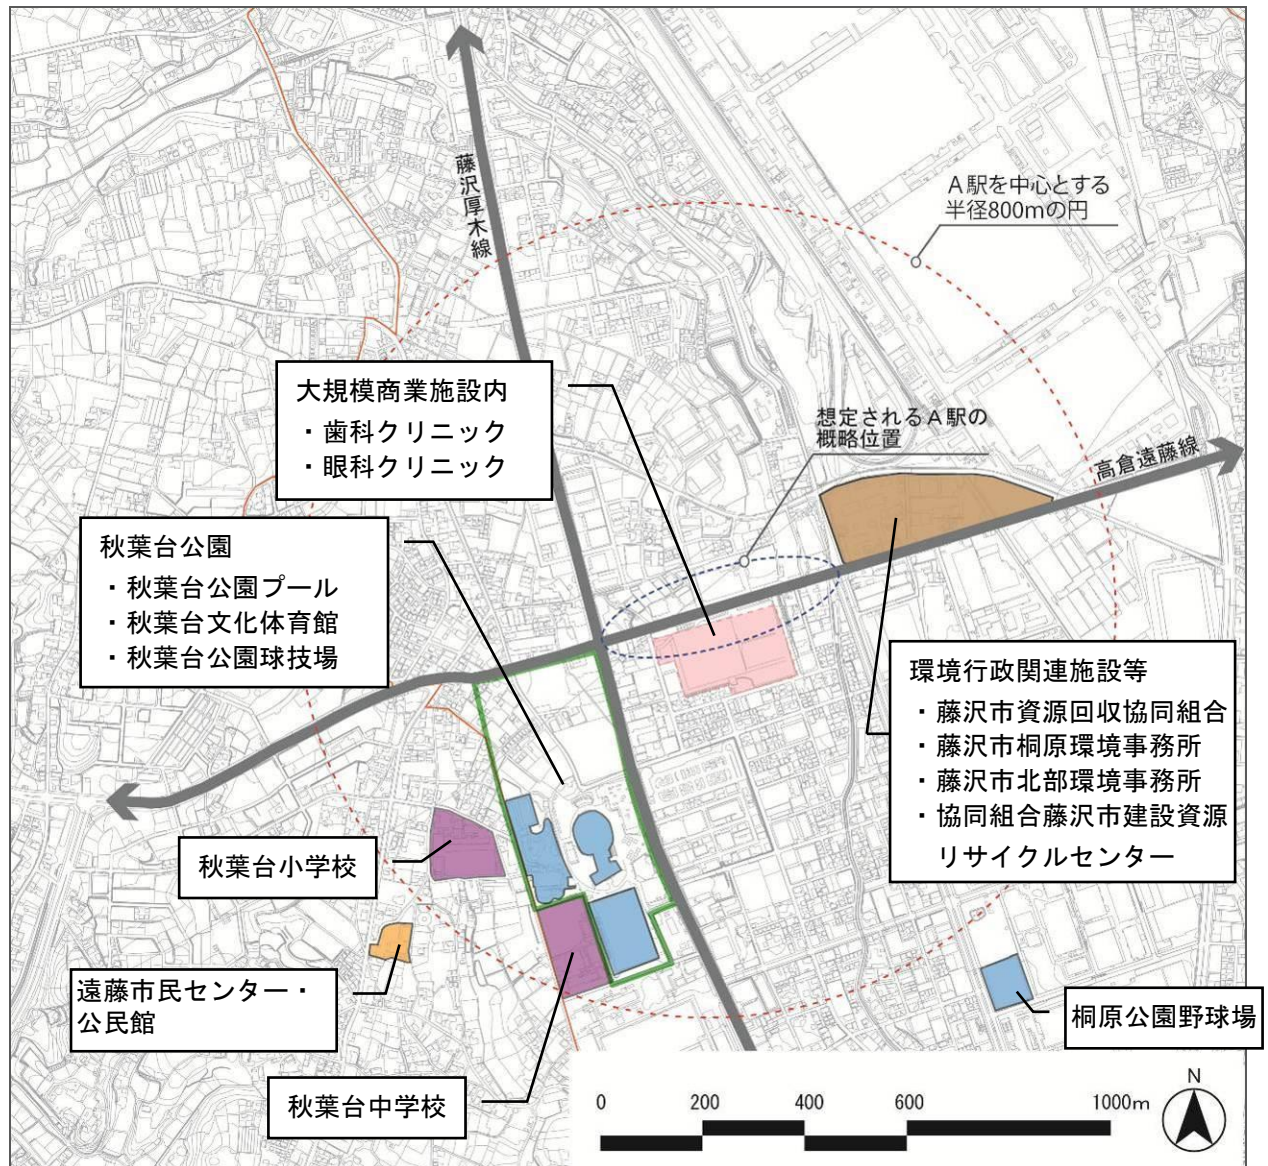 藤沢厚木線
A駅を中心とする
半径800mの円
大規模商業施設内
・歯科クリニック
・眼科クリニック
想定されるA駅の
概略位置
高倉遠藤線
秋葉台公園
・秋葉台公園プール
・秋葉台文化体育館
・秋葉台公園球技場
環境行政関連施設等
・藤沢市資源回収協同組合
・藤沢市桐原環境事務所
・藤沢市北部環境事務所
・協同組合藤沢市建設資源
リサイクルセンター
秋葉台小学校
遠藤市民センター・
公民館
桐原公園野球場
秋葉台中学校
0 200 400 600 1000m
N